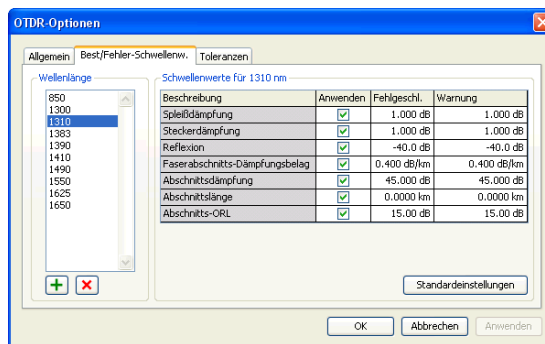 OTDR-Optionen
Allgemein Best/Fehler-Schwellenw. Toleranzen
Wellenlänge
850
1300
1310
1383
1390
1410
1490
1550
1625
1650
Schwellenwerte für 1310 nm
Beschreibung Anwenden Fehlgeschl. Warnung
Spleißdämpfung 1.000 dB 1.000 dB
Steckerdämpfung 1.000 dB 1.000 dB
Reflexion -40.0 dB -40.0 dB
Faserabschnitts-Dämpfungsbelag 0.400 dB/km 0.400 dB/km
Abschnittsdämpfung 45.000 dB 45.000 dB
Abschnittslänge 0.0000 km 0.0000 km
Abschnitts-ORL 15.00 dB 15.00 dB
Standardeinstellungen
OK Abbrechen Anwenden